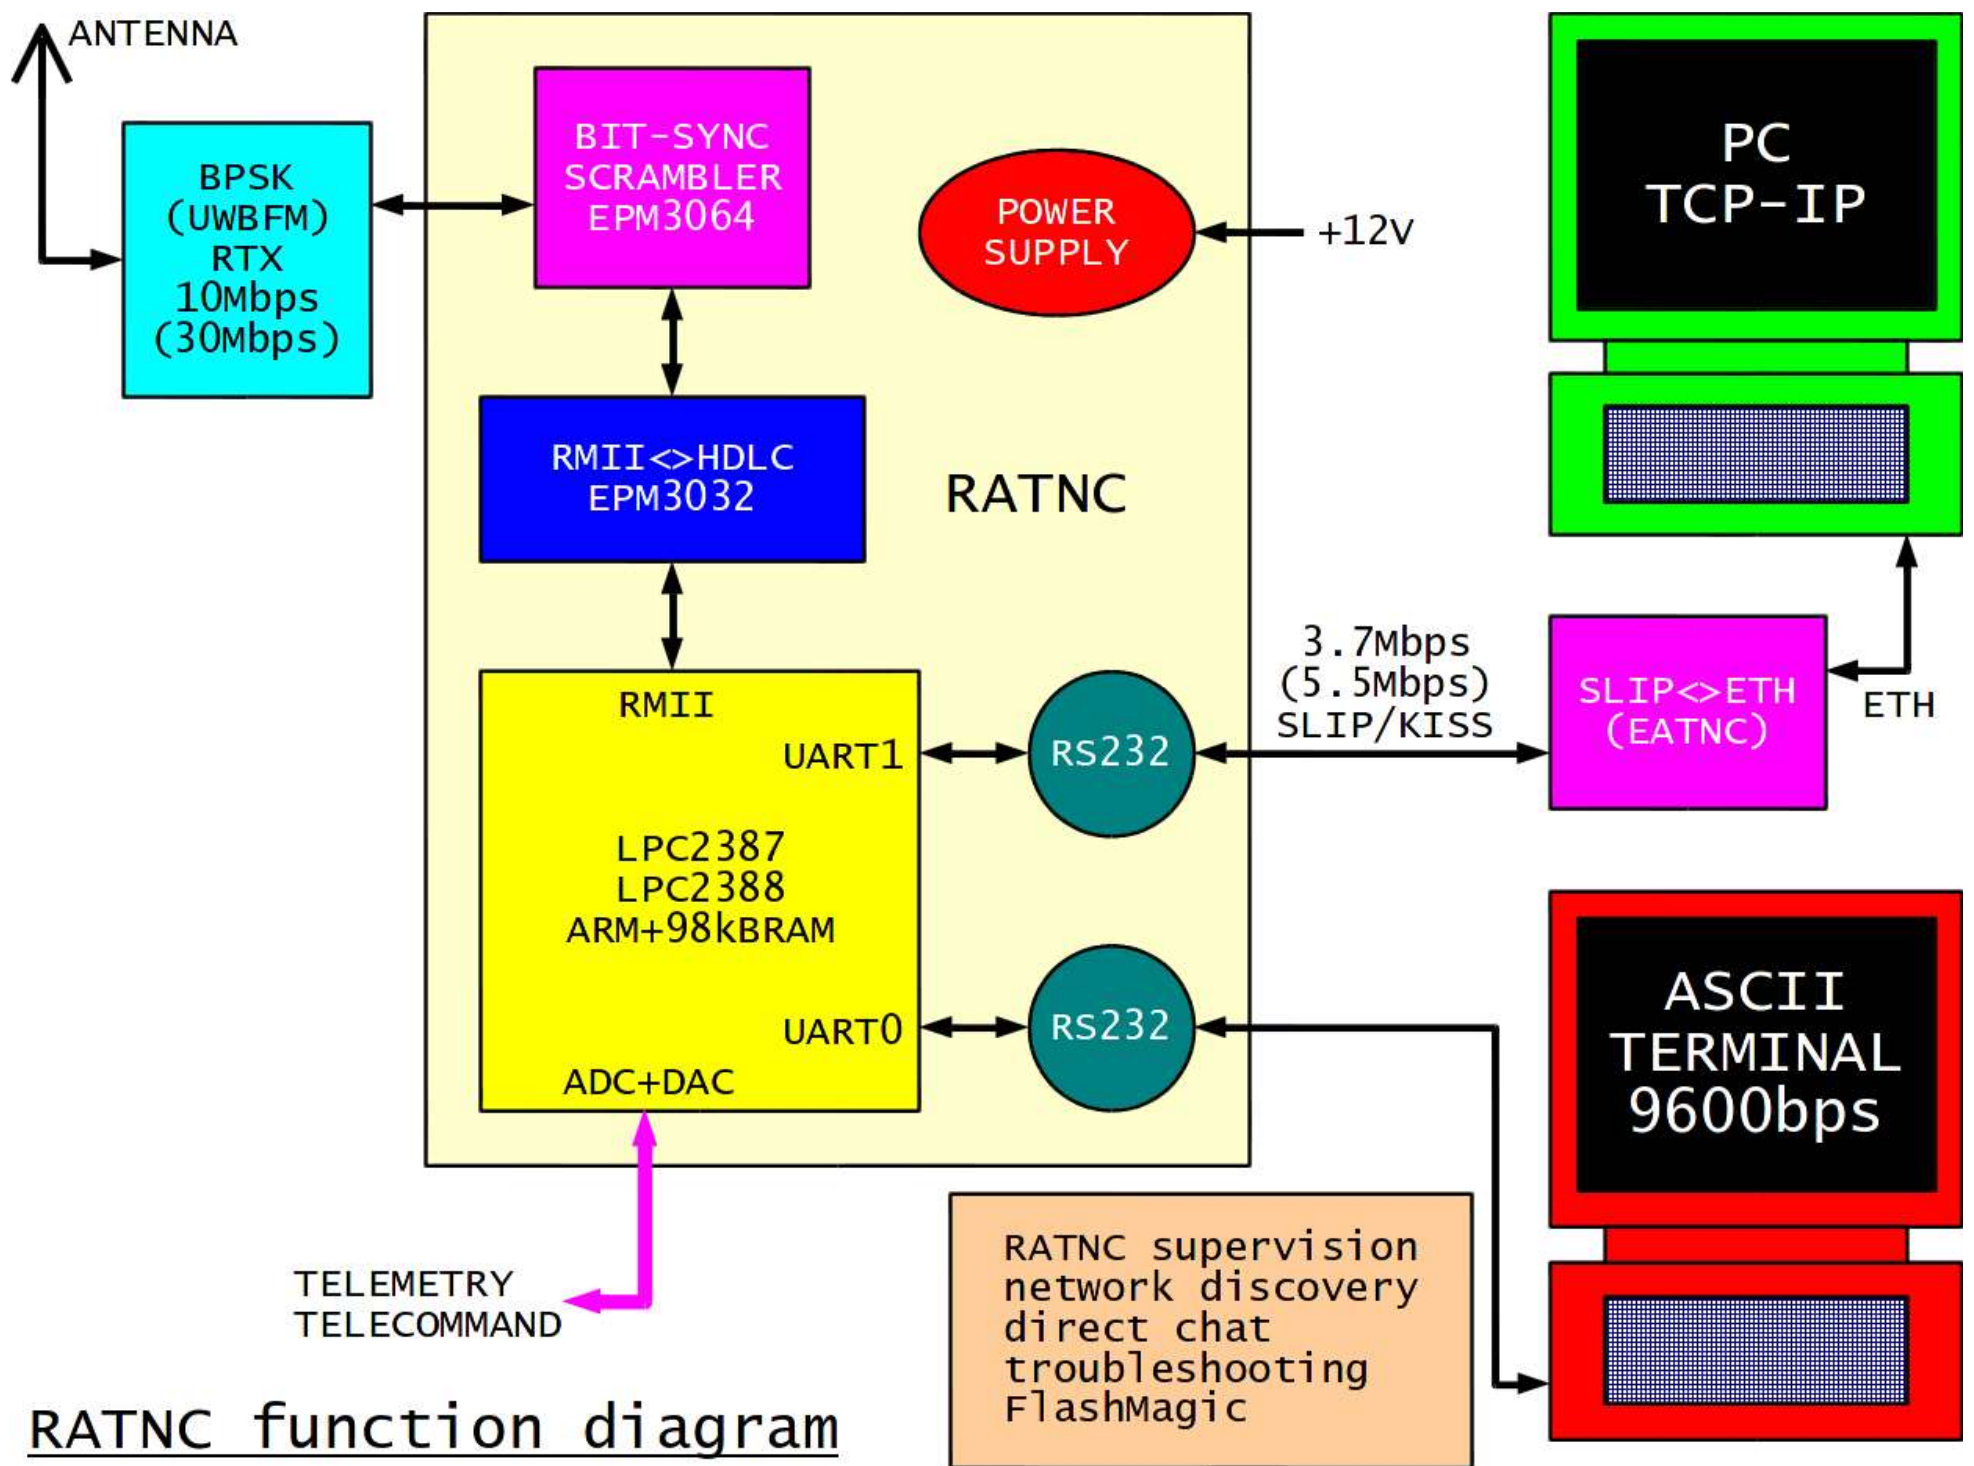 ANTENNA
BPSK
(UWBFM)
RTX
10Mbps
(30Mbps)
BIT-SYNC
SCRAMBLER
EPM3064
POWER
SUPPLY
+12V
PC
TCP-IP
RMII<>HDLC
EPM3032
RATNC
RMII
UART1
LPC2387
LPC2388
ARM+98kBRAM
UART0
ADC+DAC
RS232
3.7Mbps
(5.5Mbps)
SLIP/KISS
SLIP<>ETH
(EATNC)
ETH
RS232
ASCII
TERMINAL
9600bps
TELEMETRY
TELECOMMAND
RATNC supervision
network discovery
direct chat
troubleshooting
FlashMagic
RATNC function diagram